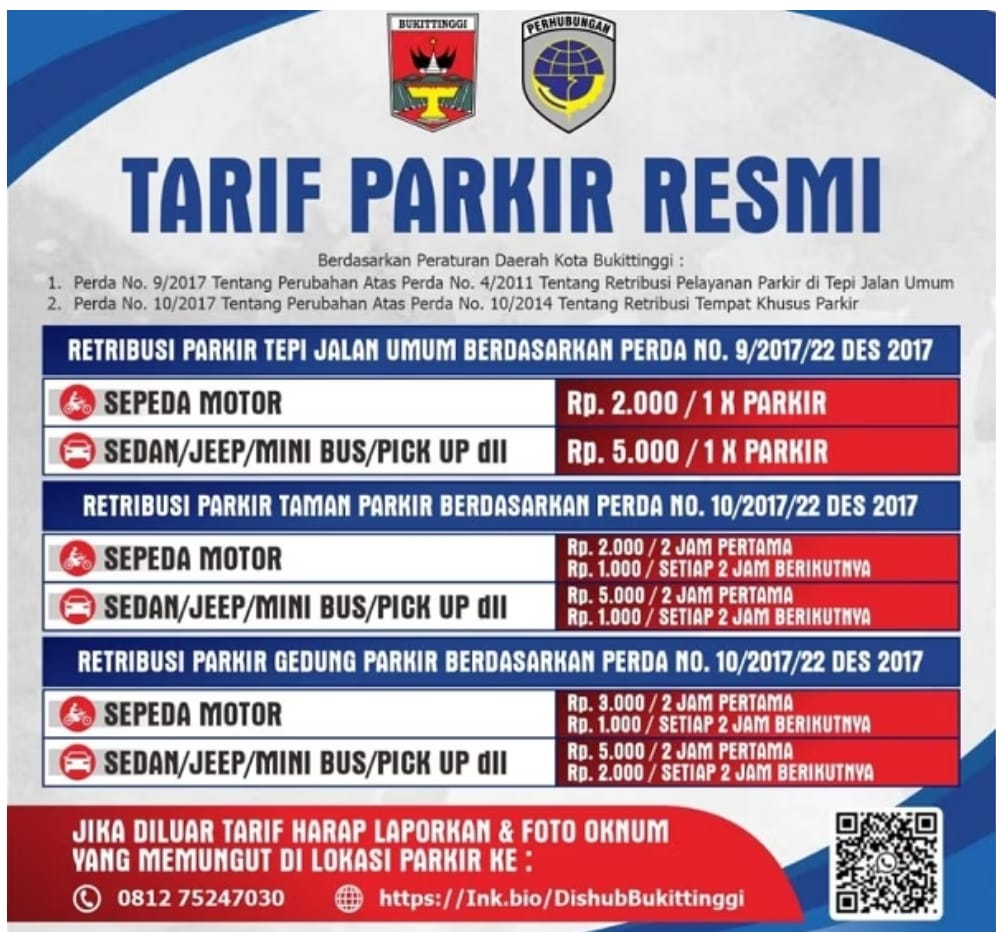 BUKITTINGGI
PERHUBUNGAN
TARIF PARKIR RESMI
Berdasarkan Peraturan Daerah Kota Bukittinggi :
1. Perda No. 9/2017 Tentang Perubahan Atas Perda No. 4/2011 Tentang Retribusi Pelayanan Parkir di Tepi Jalan Umum
2. Perda No. 10/2017 Tentang Perubahan Atas Perda No. 10/2014 Tentang Retribusi Tempat Khusus Parkir
RETRIBUSI PARKIR TEPI JALAN UMUM BERDASARKAN PERDA NO. 9/2017/22 DES 2017
SEPEDA MOTOR
Rp. 2.000 / 1 X PARKIR
SEDAN/JEEP/MINI BUS/PICK UP dll
Rp. 5.000 / 1 X PARKIR
RETRIBUSI PARKIR TAMAN PARKIR BERDASARKAN PERDA NO. 10/2017/22 DES 2017
SEPEDA MOTOR
Rp. 2.000 / 2 JAM PERTAMA
Rp. 1.000 / SETIAP 2 JAM BERIKUTNYA
SEDAN/JEEP/MINI BUS/PICK UP dll
Rp. 5.000 / 2 JAM PERTAMA
Rp. 1.000 / SETIAP 2 JAM BERIKUTNYA
RETRIBUSI PARKIR GEDUNG PARKIR BERDASARKAN PERDA NO. 10/2017/22 DES 2017
SEPEDA MOTOR
Rp. 3.000 / 2 JAM PERTAMA
Rp. 1.000 / SETIAP 2 JAM BERIKUTNYA
SEDAN/JEEP/MINI BUS/PICK UP dll
Rp. 5.000 / 2 JAM PERTAMA
Rp. 2.000 / SETIAP 2 JAM BERIKUTNYA
JIKA DILUAR TARIF HARAP LAPORKAN & FOTO OKNUM
YANG MEMUNGUT DI LOKASI PARKIR KE :
0812 75247030
https://Ink.bio/DishubBukittinggi